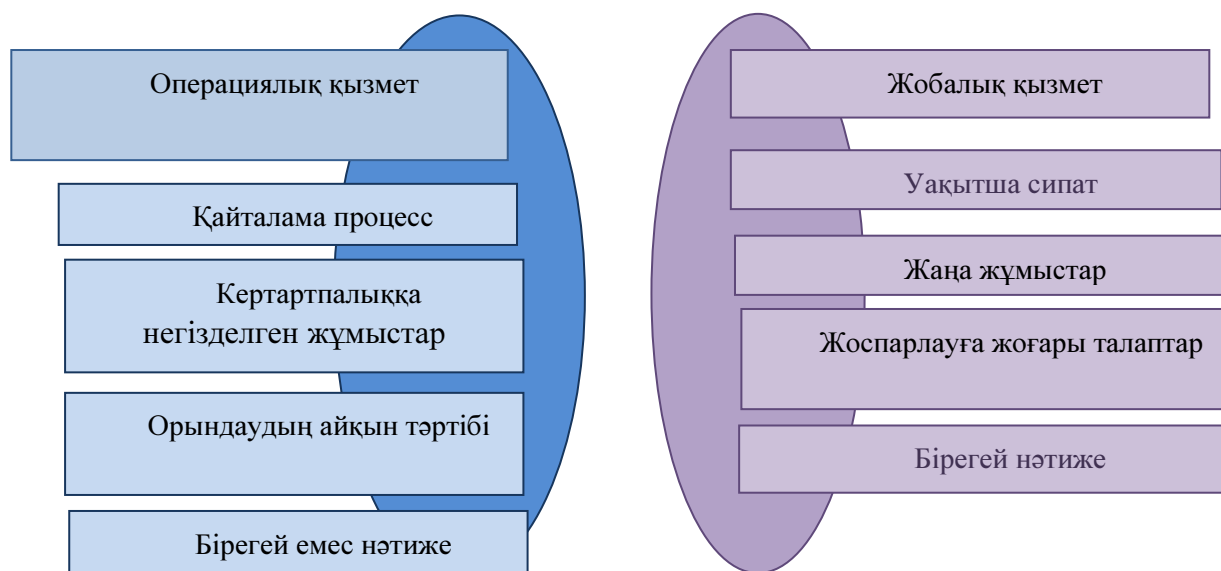 Операциялық қызмет
Қайталама процесс
Кертартпалыққа
негізделген жұмыстар
Орындаудың айқын тәртібі
Бірегей емес нәтиже
Жобалық қызмет
Уақытша сипат
Жаңа жұмыстар
Жоспарлауға жоғары талаптар
Бірегей нәтиже